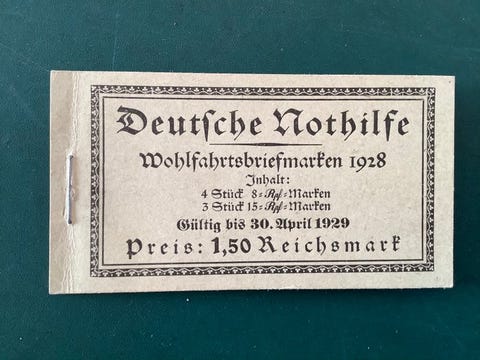 Deutſche Nothilfe
Wohlfahrtsbriefmarken 1928
Inhalt:
4 Stück 8=Rpf=Marken
3 Stück 15=Rpf=Marken
Gültig bis 30. April 1929
Preis: 1,50 Reichsmark